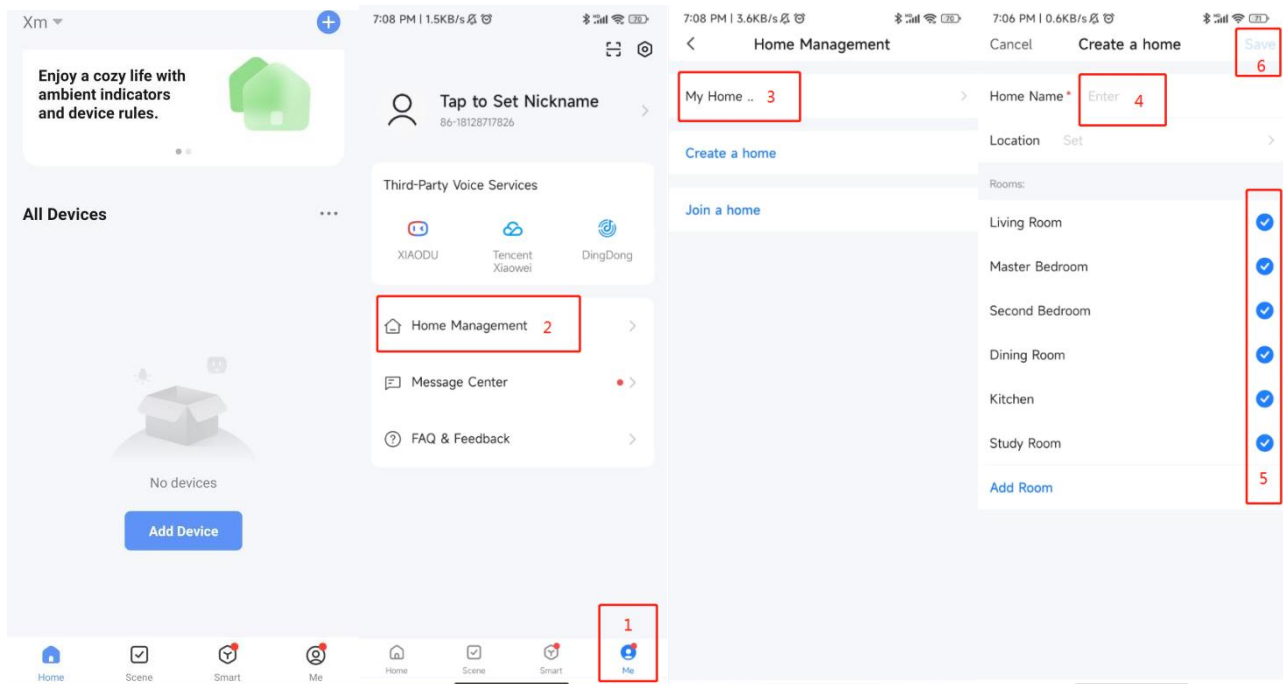 Xm
Enjoy a cozy life with
ambient indicators
and device rules.
All Devices
No devices
Add Device
Home
Scene
Smart
Me
7:08 PM | 1.5KB/s
70
Tap to Set Nickname
86-18128717826
Third-Party Voice Services
XIAODU
Tencent
Xiaowei
DingDong
Home Management 2
Message Center
FAQ & Feedback
1
Home
Scene
Smart
Me
7:08 PM | 3.6KB/s
70
Home Management
My Home .. 3
Create a home
Join a home
7:06 PM | 0.6KB/s
71
Cancel
Create a home
Save
6
Home Name* Enter 4
Location Set
Rooms:
Living Room
Master Bedroom
Second Bedroom
Dining Room
Kitchen
Study Room
Add Room
5